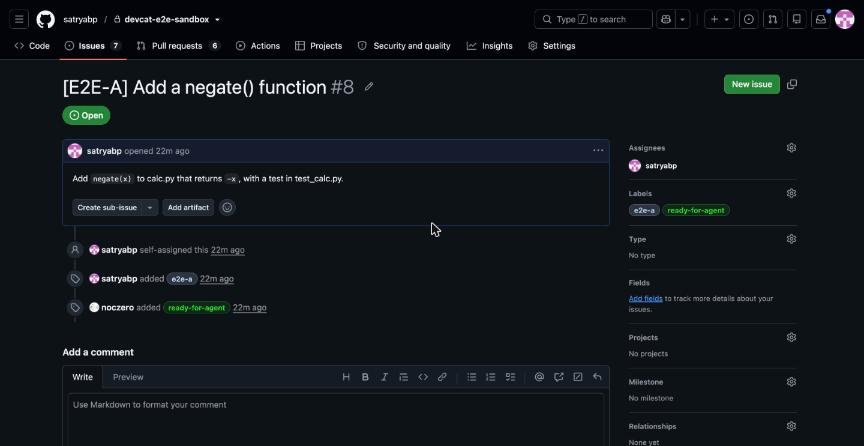 satryabp / devcat-e2e-sandbox
Type / to search
Code Issues 7 Pull requests 6 Actions Projects Security and quality Insights Settings
[E2E-A] Add a negate() function #8
New issue
Open
satryabp opened 22m ago
Add negate(x) to calc.py that returns -x, with a test in test_calc.py.
Create sub-issue
Add artifact
satryabp self-assigned this 22m ago
satryabp added e2e-a 22m ago
noczero added ready-for-agent 22m ago
Add a comment
Write Preview
Use Markdown to format your comment
Assignees
satryabp
Labels
e2e-a ready-for-agent
Type
No type
Fields
Add fields to track more details about your
issues.
Projects
No projects
Milestone
No milestone
Relationships
None yet